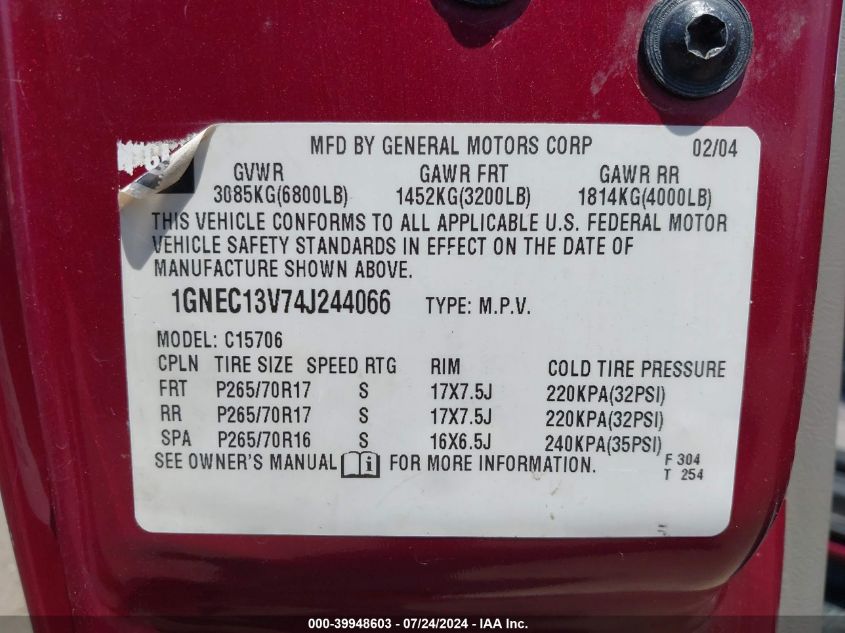 MFD BY GENERAL MOTORS CORP 02/04
GVWR GAWR FRT GAWR RR
3085KG(6800LB) 1452KG(3200LB) 1814KG(4000LB)
THIS VEHICLE CONFORMS TO ALL APPLICABLE U.S. FEDERAL MOTOR
VEHICLE SAFETY STANDARDS IN EFFECT ON THE DATE OF
MANUFACTURE SHOWN ABOVE.
1GNEC13V74J244066 TYPE: M.P.V.
MODEL: C15706
CPLN TIRE SIZE SPEED RTG RIM COLD TIRE PRESSURE
FRT P265/70R17 S 17X7.5J 220KPA(32PSI)
RR P265/70R17 S 17X7.5J 220KPA(32PSI)
SPA P265/70R16 S 16X6.5J 240KPA(35PSI)
SEE OWNER'S MANUAL i FOR MORE INFORMATION.
F 304
T 254
000-39948603 - 07/24/2024 - IAA Inc.